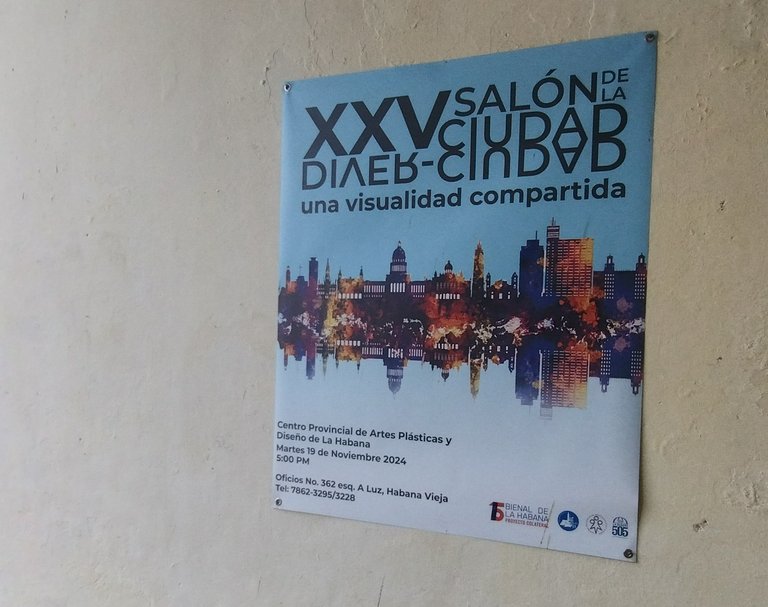 XXV SALÓN DE LA
CIUDAD
DIVER-CIUDAD
una visualidad compartida
Centro Provincial de Artes Plásticas y
Diseño de La Habana
Martes 19 de Noviembre 2024
5:00 PM
Oficios No. 362 esq. A Luz, Habana Vieja
Tel: 7862-3295/3228
15 BIENAL DE
LA HABANA
PROYECTO COLATERAL
505